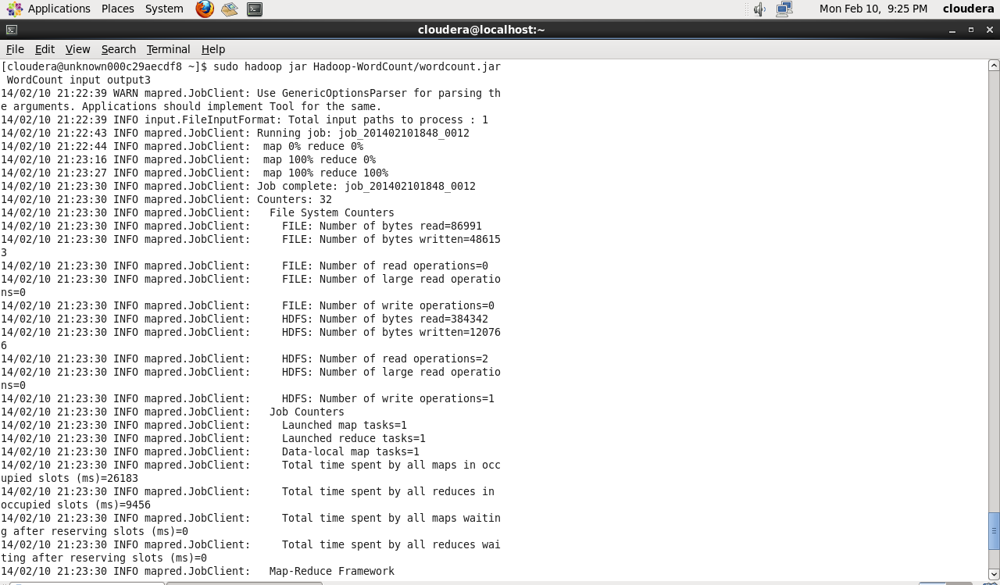 Applications Places System Mon Feb 10, 9:25 PM cloudera
cloudera@localhost:~
File Edit View Search Terminal Help
[cloudera@unknown000c29aecdf8 ~]$ sudo hadoop jar Hadoop-WordCount/wordcount.jar
 WordCount input output3
14/02/10 21:22:39 WARN mapred.JobClient: Use GenericOptionsParser for parsing th
e arguments. Applications should implement Tool for the same.
14/02/10 21:22:39 INFO input.FileInputFormat: Total input paths to process : 1
14/02/10 21:22:43 INFO mapred.JobClient: Running job: job_201402101848_0012
14/02/10 21:22:44 INFO mapred.JobClient:  map 0% reduce 0%
14/02/10 21:23:16 INFO mapred.JobClient:  map 100% reduce 0%
14/02/10 21:23:27 INFO mapred.JobClient:  map 100% reduce 100%
14/02/10 21:23:30 INFO mapred.JobClient: Job complete: job_201402101848_0012
14/02/10 21:23:30 INFO mapred.JobClient: Counters: 32
14/02/10 21:23:30 INFO mapred.JobClient:   File System Counters
14/02/10 21:23:30 INFO mapred.JobClient:     FILE: Number of bytes read=86991
14/02/10 21:23:30 INFO mapred.JobClient:     FILE: Number of bytes written=48615
3
14/02/10 21:23:30 INFO mapred.JobClient:     FILE: Number of read operations=0
14/02/10 21:23:30 INFO mapred.JobClient:     FILE: Number of large read operatio
ns=0
14/02/10 21:23:30 INFO mapred.JobClient:     FILE: Number of write operations=0
14/02/10 21:23:30 INFO mapred.JobClient:     HDFS: Number of bytes read=384342
14/02/10 21:23:30 INFO mapred.JobClient:     HDFS: Number of bytes written=12076
6
14/02/10 21:23:30 INFO mapred.JobClient:     HDFS: Number of read operations=2
14/02/10 21:23:30 INFO mapred.JobClient:     HDFS: Number of large read operatio
ns=0
14/02/10 21:23:30 INFO mapred.JobClient:     HDFS: Number of write operations=1
14/02/10 21:23:30 INFO mapred.JobClient:   Job Counters
14/02/10 21:23:30 INFO mapred.JobClient:     Launched map tasks=1
14/02/10 21:23:30 INFO mapred.JobClient:     Launched reduce tasks=1
14/02/10 21:23:30 INFO mapred.JobClient:     Data-local map tasks=1
14/02/10 21:23:30 INFO mapred.JobClient:     Total time spent by all maps in occ
upied slots (ms)=26183
14/02/10 21:23:30 INFO mapred.JobClient:     Total time spent by all reduces in
occupied slots (ms)=9456
14/02/10 21:23:30 INFO mapred.JobClient:     Total time spent by all maps waitin
g after reserving slots (ms)=0
14/02/10 21:23:30 INFO mapred.JobClient:     Total time spent by all reduces wai
ting after reserving slots (ms)=0
14/02/10 21:23:30 INFO mapred.JobClient:   Map-Reduce Framework